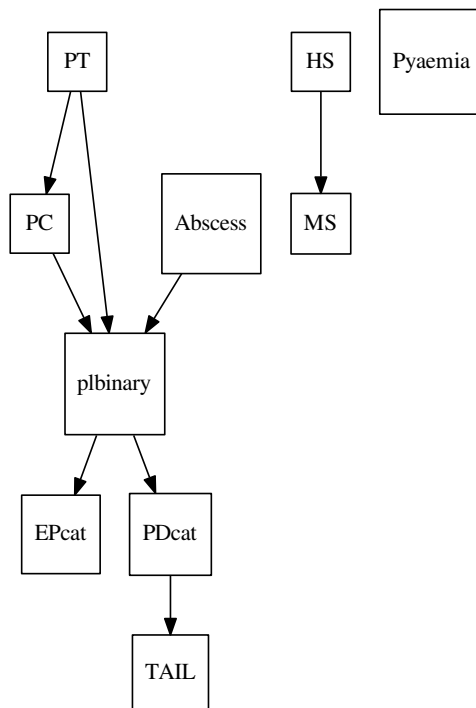 PT
HS
Pyaemia
PC
Abscess
MS
plbinary
EPcat
PDcat
TAIL